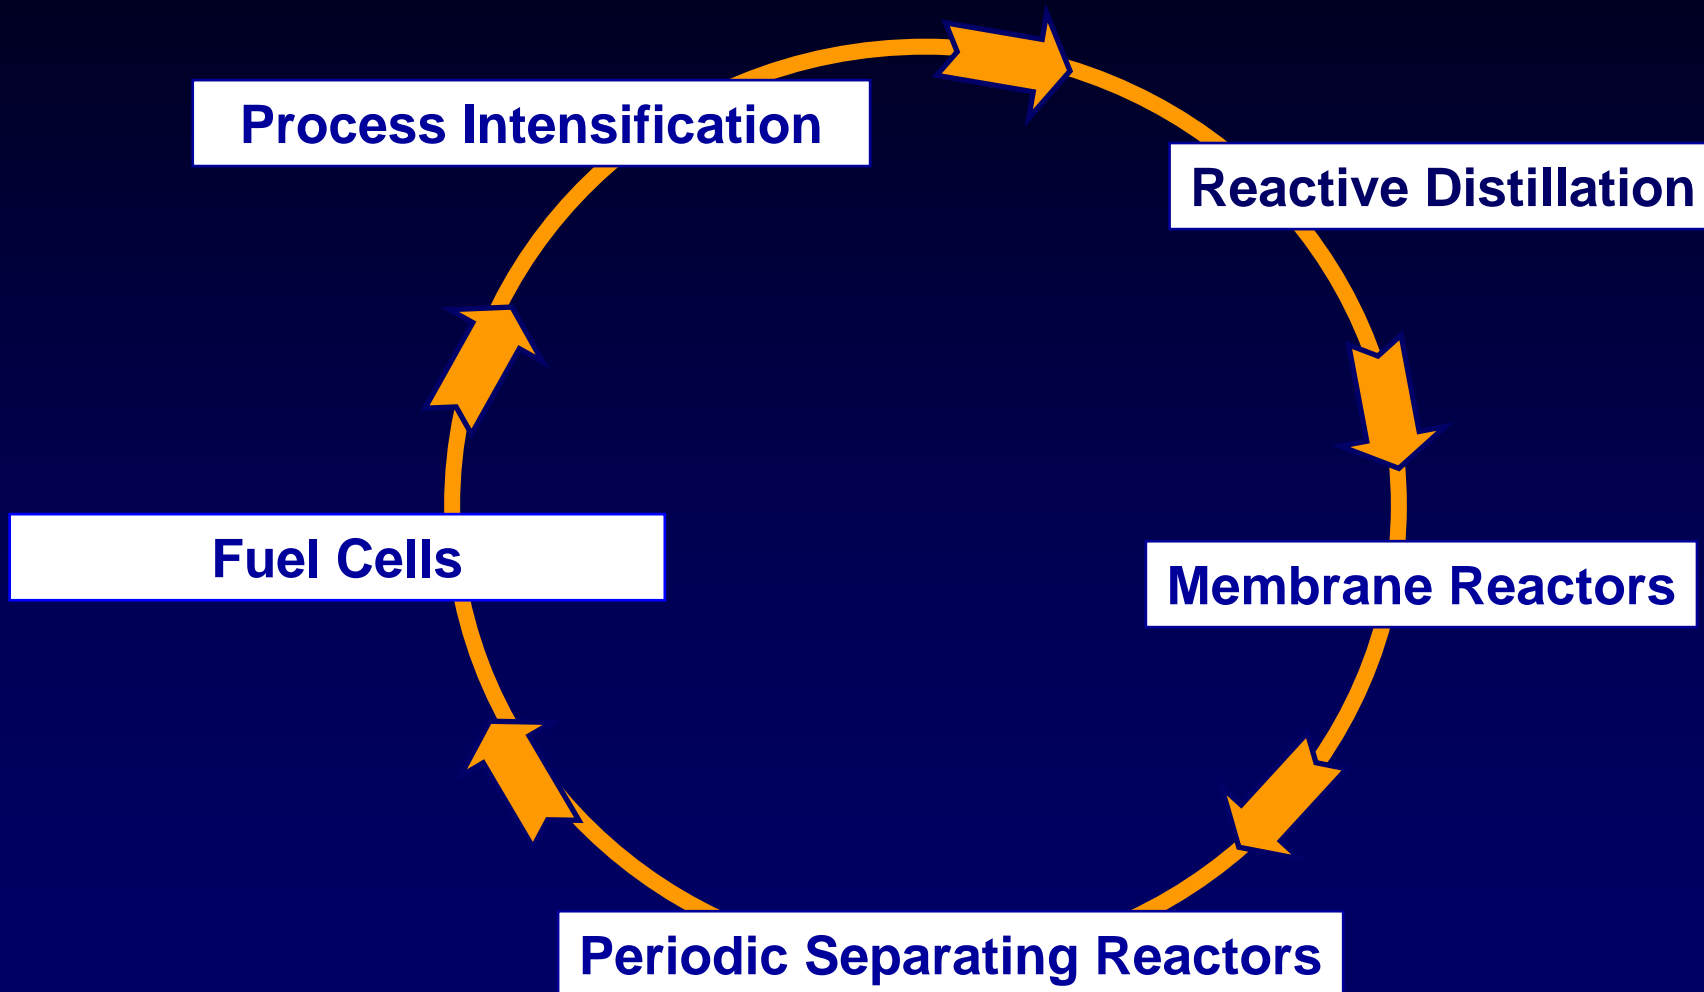 Process Intensification
Reactive Distillation
Fuel Cells
Membrane Reactors
Periodic Separating Reactors